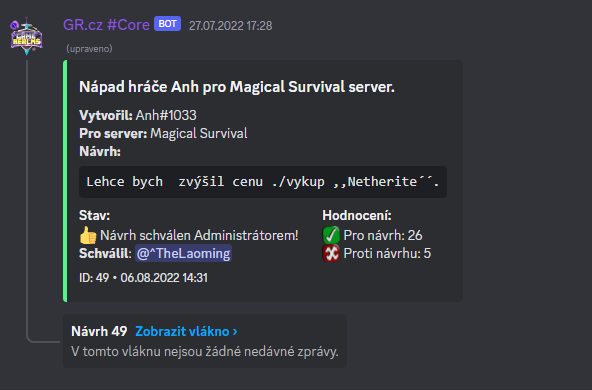 GR.cz #Core BOT 27.07.2022 17:28
(upraveno)
Nápad hráče Anh pro Magical Survival server.
Vytvořil: Anh#1033
Pro server: Magical Survival
Návrh:
Lehce bych  zvýšil cenu ./vykup ,,Netherite´´.
Stav: Hodnocení:
👍 Návrh schválen Administrátorem! Pro návrh: 26
Schválil: @^TheLaoming Proti návrhu: 5
ID: 49 • 06.08.2022 14:31
Návrh 49 Zobrazit vlákno ›
V tomto vláknu nejsou žádné nedávné zprávy.